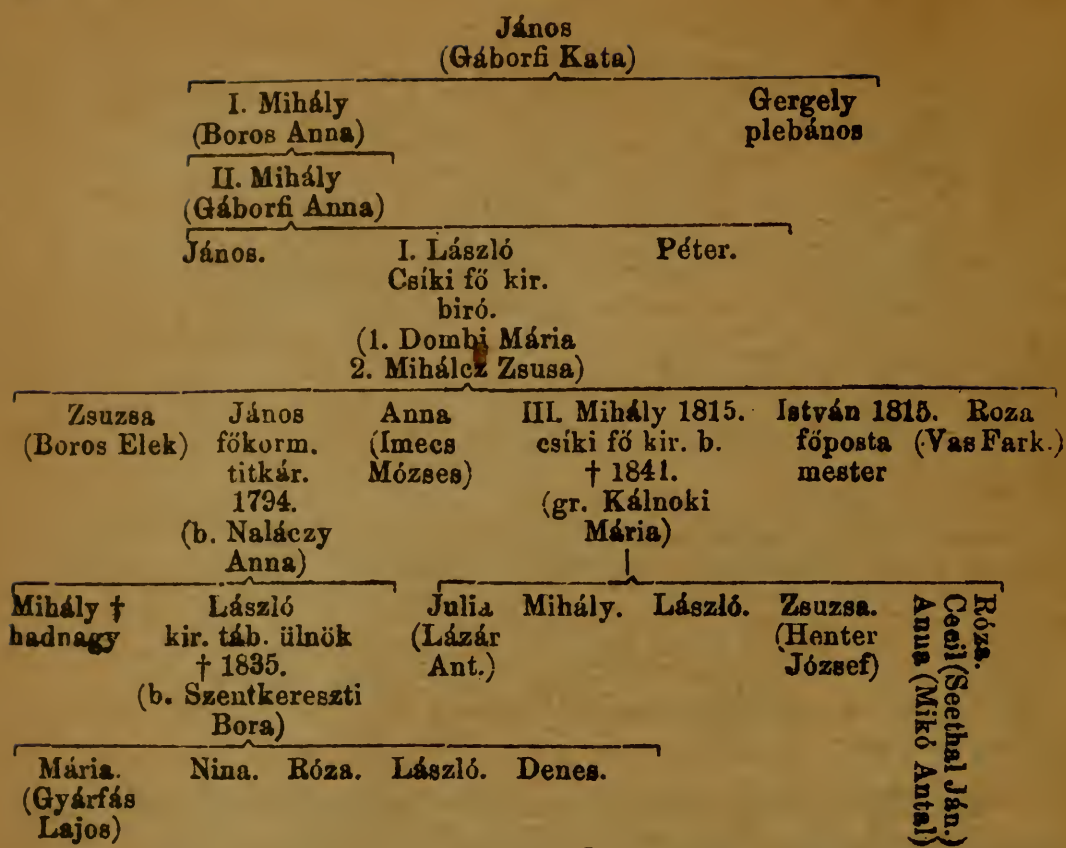 János
(Gáborfi Kata)
I. Mihály Gergely
(Boros Anna) plebános
II. Mihály
(Gáborfi Anna)
János. I. László Péter.
Csíki fő kir.
biró.
(1. Dombi Mária
2. Mihálcz Zsusa)
Zsuzsa János Anna III. Mihály 1815. István 1815. Roza
(Boros Elek) főkorm. (Imecs csíki fő kir. b. főposta (Vas Fark.)
titkár. Mózses) † 1841. mester
1794. (gr. Kálnoki
(b. Naláczy Mária)
Anna)
Mihály † László Julia Mihály. László. Zsuzsa.
hadnagy kir. táb. ülnök (Lázár (Henter
† 1835. Ant.) József)
(b. Szentkereszti
Bora)
Róza.
Cecil (Seethal Ján.)
Anna (Mikó Antal)
Mária. Nina. Róza. László. Denes.
(Gyárfás
Lajos)